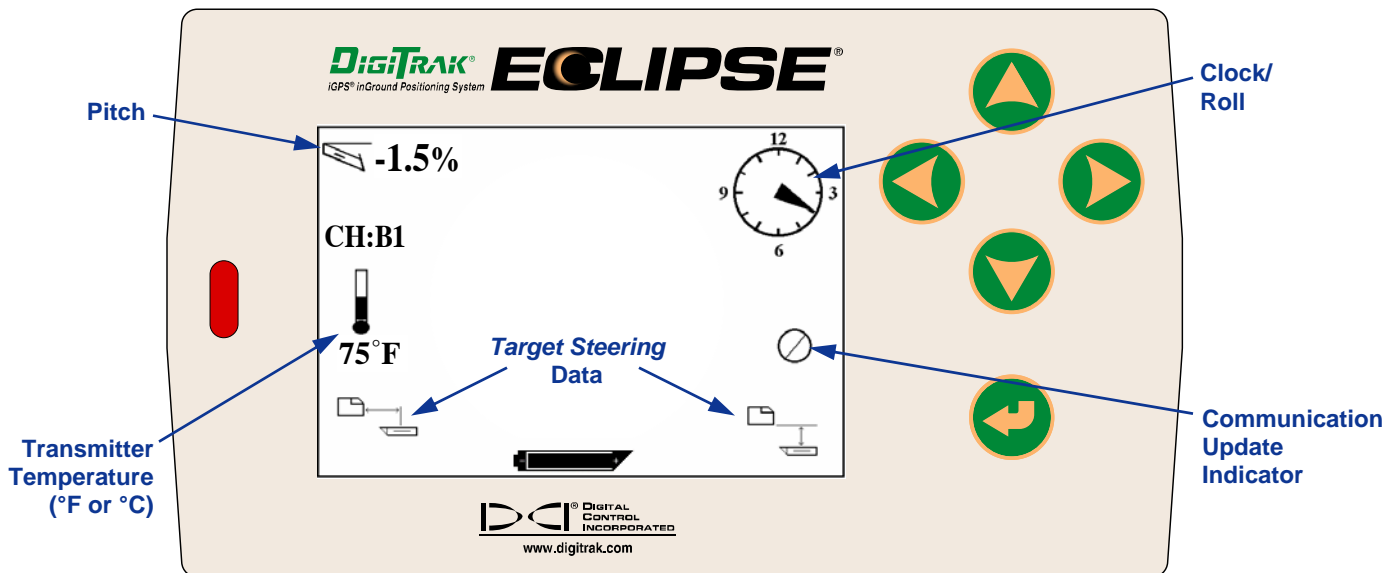 DIGITRAK®
iGPS® inGround Positioning System
ECLIPSE®
Pitch
Clock/
Roll
-1.5%
12
9
3
6
CH:B1
75°F
Target Steering
Data
Transmitter
Temperature
(°F or °C)
Communication
Update
Indicator
DCI® DIGITAL
CONTROL
INCORPORATED
www.digitrak.com